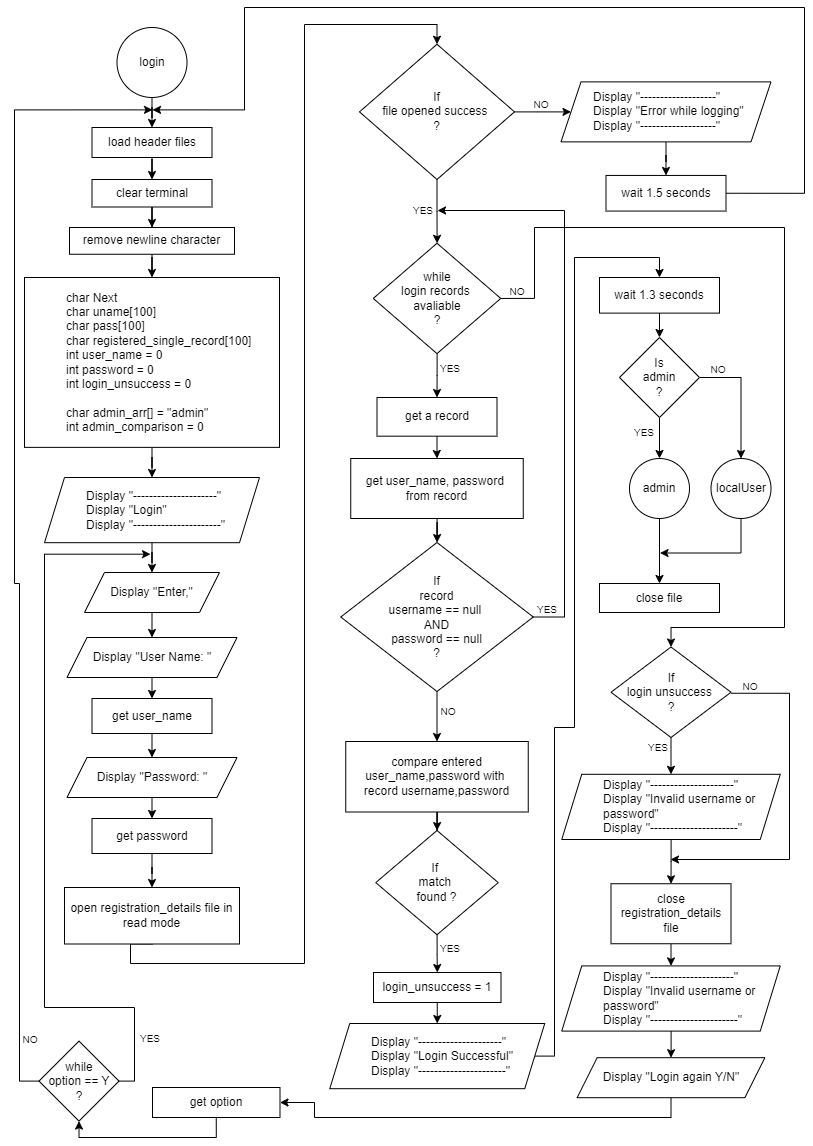 login
load header files
clear terminal
remove newline character
char Next
char uname[100]
char pass[100]
char registered_single_record[100]
int user_name = 0
int password = 0
int login_unsuccess = 0
char admin_arr[] = "admin"
int admin_comparison = 0
Display "---------------------"
Display "Login"
Display "----------------------"
Display "Enter,"
Display "User Name: "
get user_name
Display "Password: "
get password
open registration_details file in
read mode
NO
YES
while
option == Y
?
get option
If
file opened success
?
NO
YES
Display "-------------------"
Display "Error while logging"
Display "-------------------"
wait 1.5 seconds
while
login records
avaliable
?
NO
YES
get a record
get user_name, password
from record
If
record
username == null
AND
password == null
?
YES
NO
compare entered
user_name,password with
record username,password
If
match
found ?
YES
login_unsuccess = 1
Display "---------------------"
Display "Login Successful"
Display "----------------------"
wait 1.3 seconds
Is
admin
?
NO
YES
admin
localUser
close file
If
login unsuccess
?
NO
YES
Display "---------------------"
Display "Invalid username or
password"
Display "----------------------"
close
registration_details
file
Display "---------------------"
Display "Invalid username or
password"
Display "----------------------"
Display "Login again Y/N"